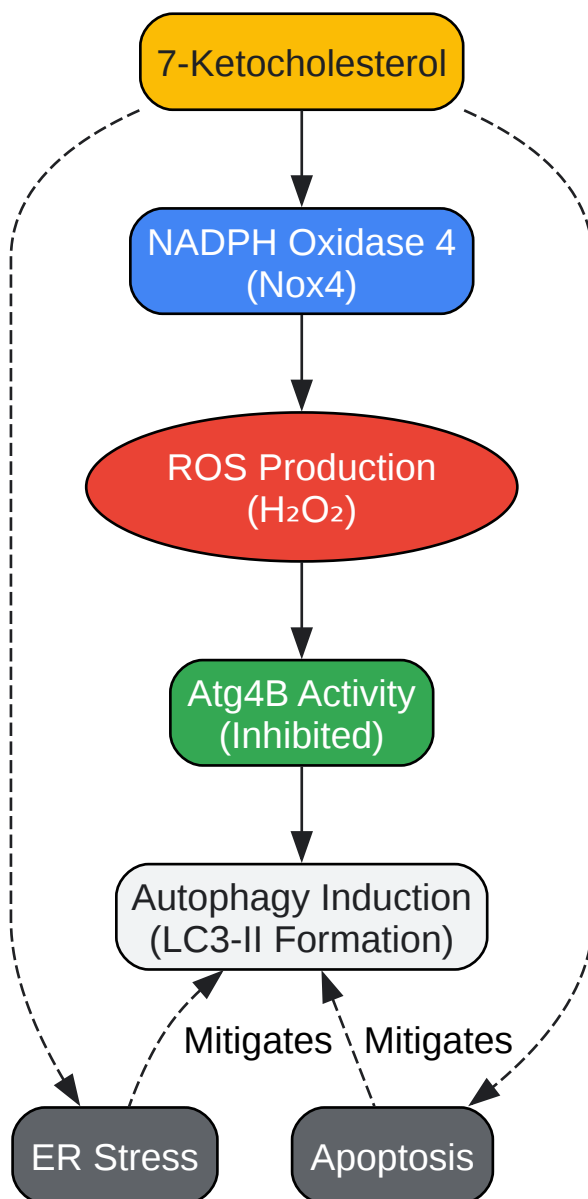 7-Ketocholesterol
NADPH Oxidase 4
(Nox4)
ROS Production
(H₂O₂)
Atg4B Activity
(Inhibited)
Autophagy Induction
(LC3-II Formation)
Mitigates
Mitigates
ER Stress
Apoptosis